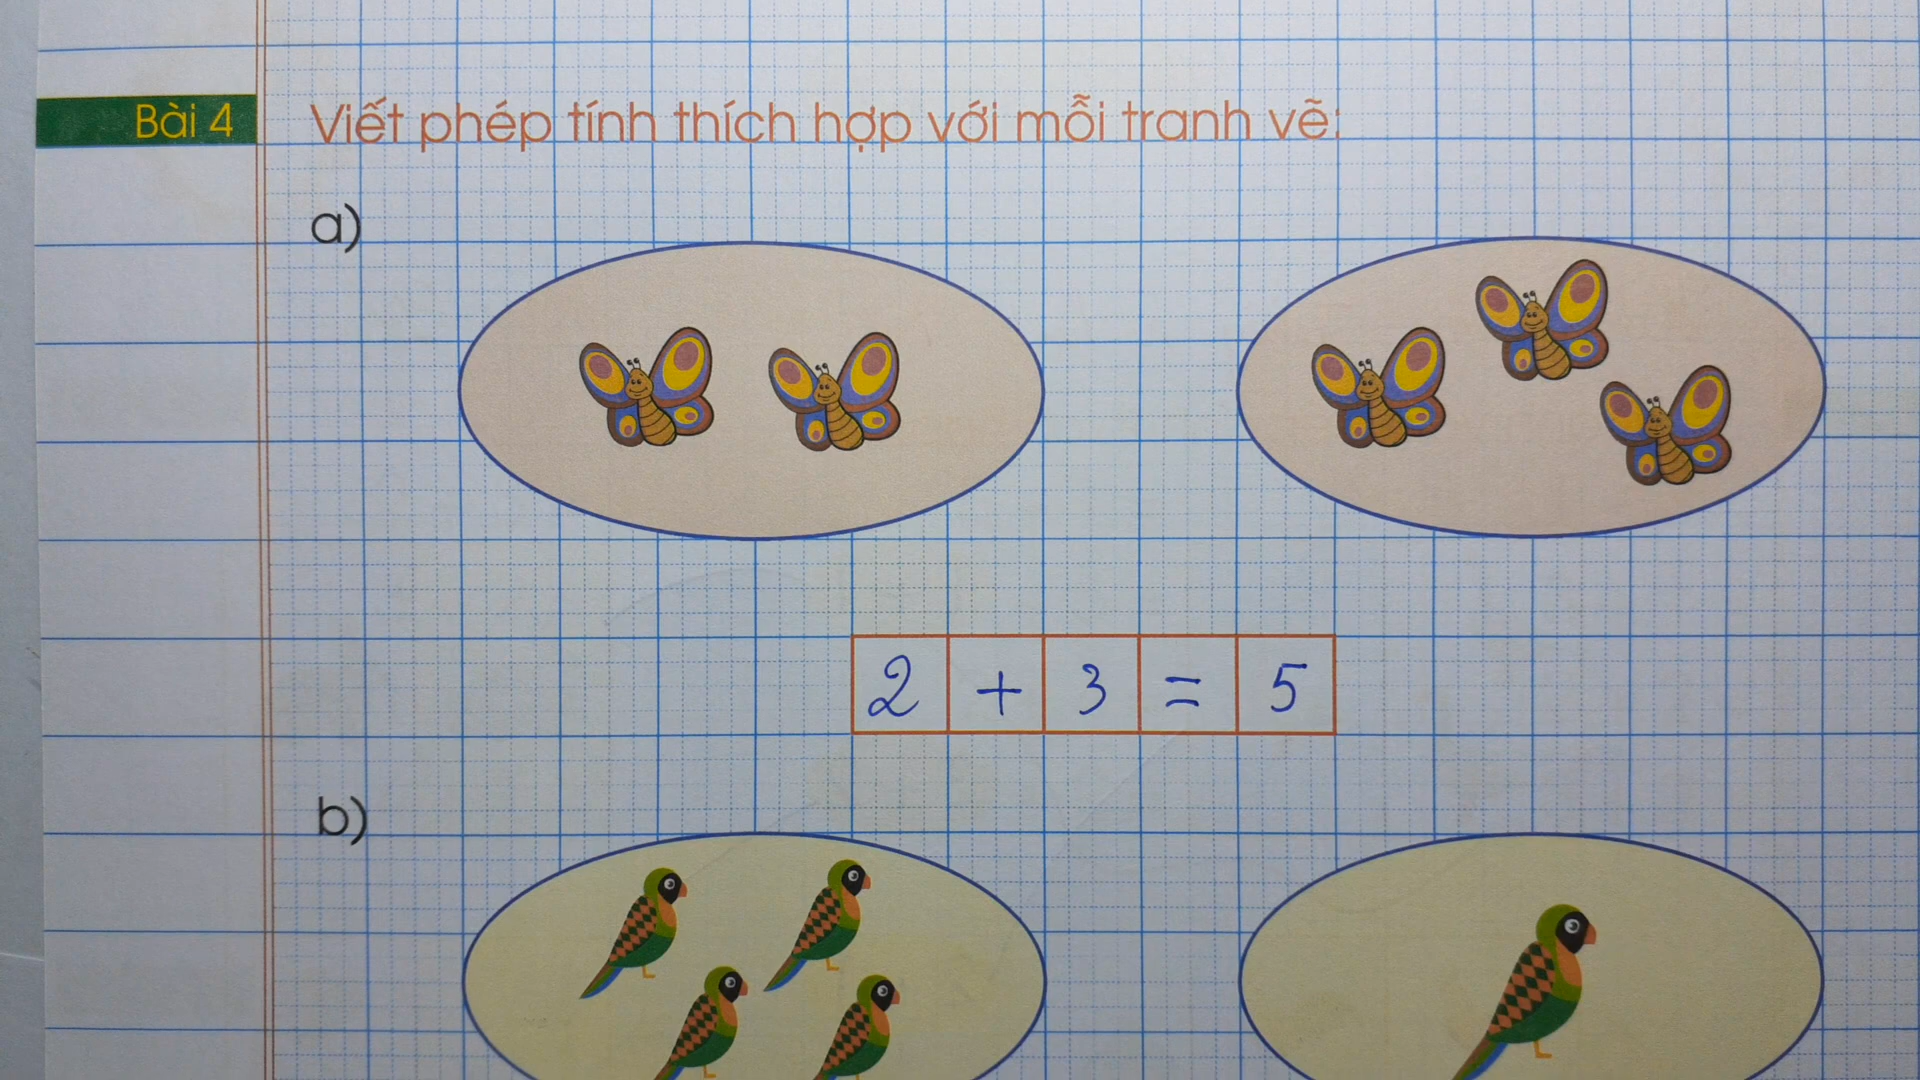 Bài 4 Viết phép tính thích hợp với mỗi tranh vẽ:
a)
2 + 3 = 5
b)